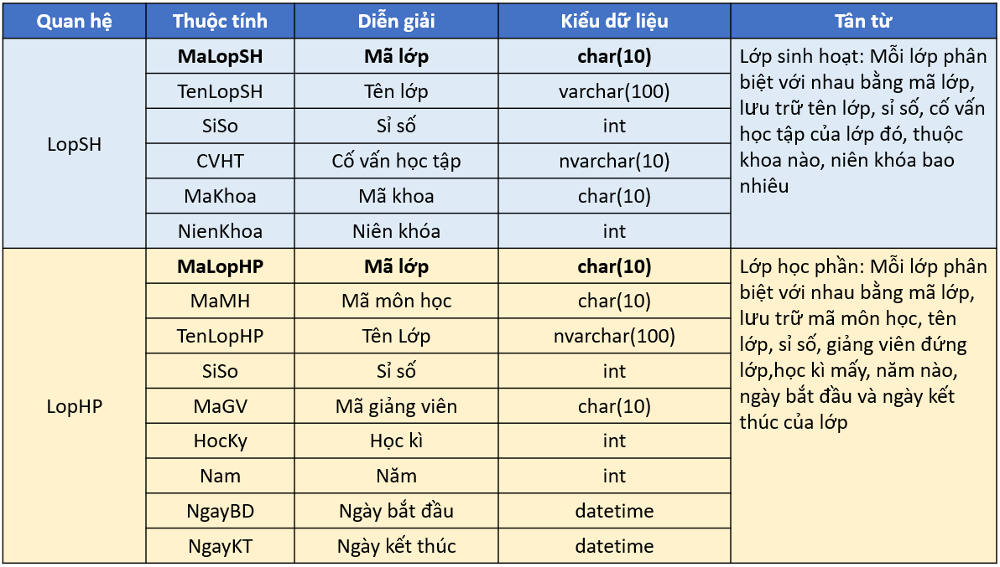 Quan hệ Thuộc tính Diễn giải Kiểu dữ liệu Tân từ
LopSH
MaLopSH Mã lớp char(10)
TenLopSH Tên lớp varchar(100)
SiSo Sỉ số int
CVHT Cố vấn học tập nvarchar(10)
MaKhoa Mã khoa char(10)
NienKhoa Niên khóa int
Lớp sinh hoạt: Mỗi lớp phân
biệt với nhau bằng mã lớp,
lưu trữ tên lớp, sỉ số, cố vấn
học tập của lớp đó, thuộc
khoa nào, niên khóa bao
nhiêu
LopHP
MaLopHP Mã lớp char(10)
MaMH Mã môn học char(10)
TenLopHP Tên Lớp nvarchar(100)
SiSo Sỉ số int
MaGV Mã giảng viên char(10)
HocKy Học kì int
Nam Năm int
NgayBD Ngày bắt đầu datetime
NgayKT Ngày kết thúc datetime
Lớp học phần: Mỗi lớp phân
biệt với nhau bằng mã lớp,
lưu trữ mã môn học, tên
lớp, sỉ số, giảng viên đứng
lớp,học kì mấy, năm nào,
ngày bắt đầu và ngày kết
thúc của lớp